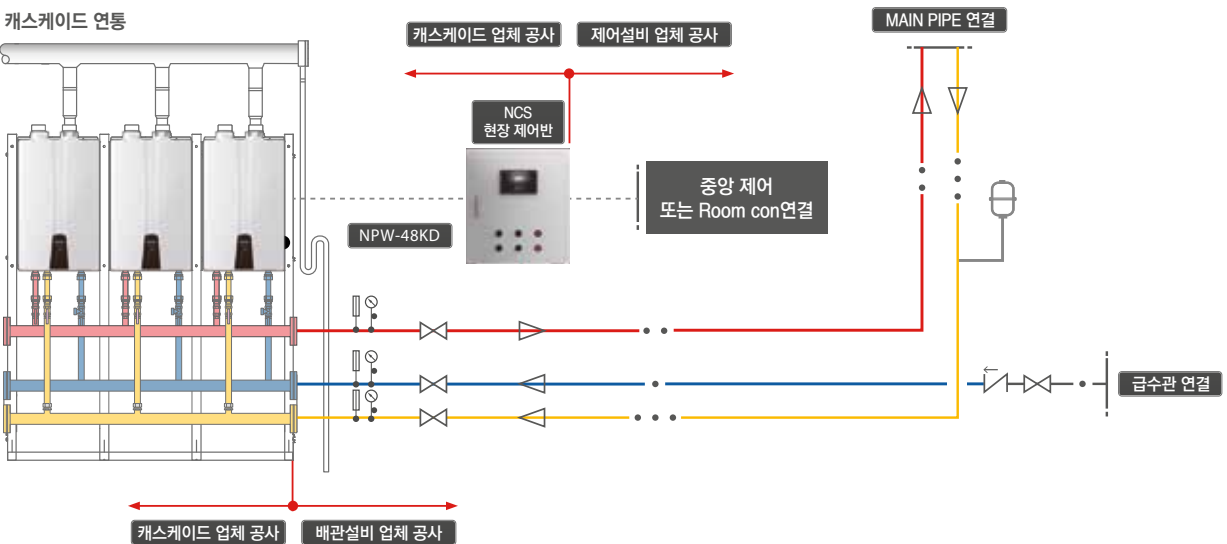 캐스케이드 연통
캐스케이드 업체 공사
제어설비 업체 공사
MAIN PIPE 연결
NCS
현장 제어반
중앙 제어
또는 Room con연결
NPW-48KD
급수관 연결
캐스케이드 업체 공사
배관설비 업체 공사